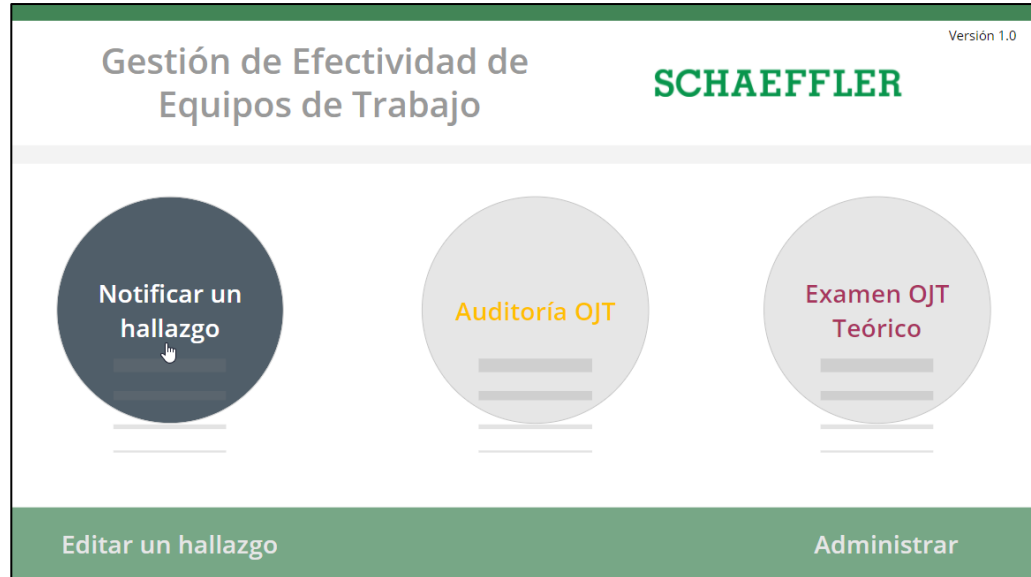 Versión 1.0
Gestión de Efectividad de
Equipos de Trabajo
SCHAEFFLER
Notificar un
hallazgo
Auditoría OJT
Examen OJT
Teórico
Editar un hallazgo
Administrar